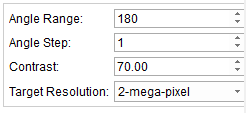 Angle Range: 180
Angle Step: 1
Contrast: 70.00
Target Resolution: 2-mega-pixel